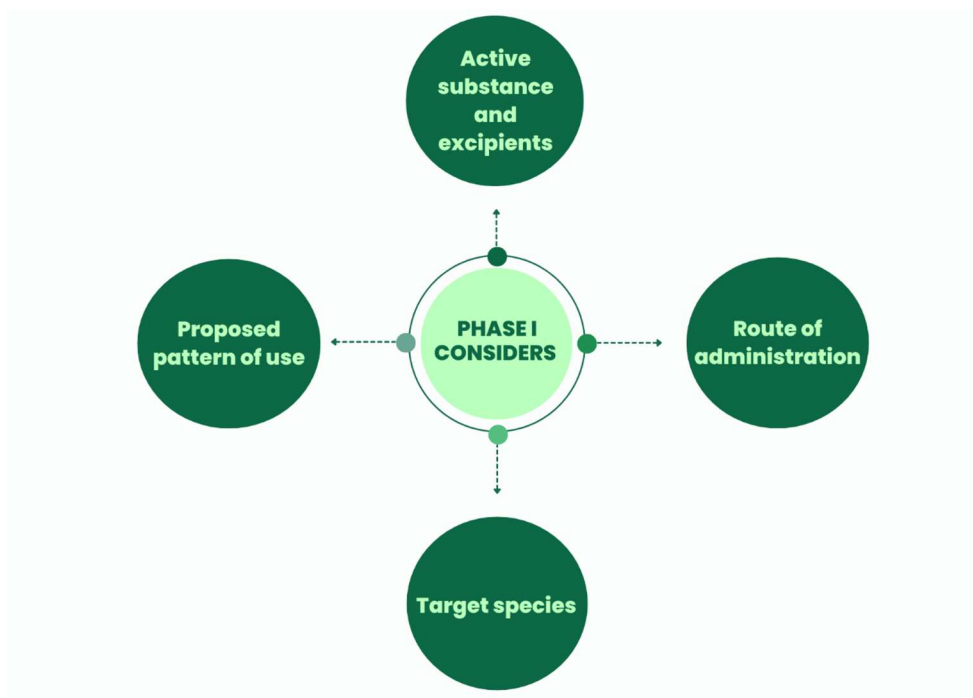 Active
substance
and
excipients
Proposed
pattern of use
PHASE I
CONSIDERS
Route of
administration
Target species